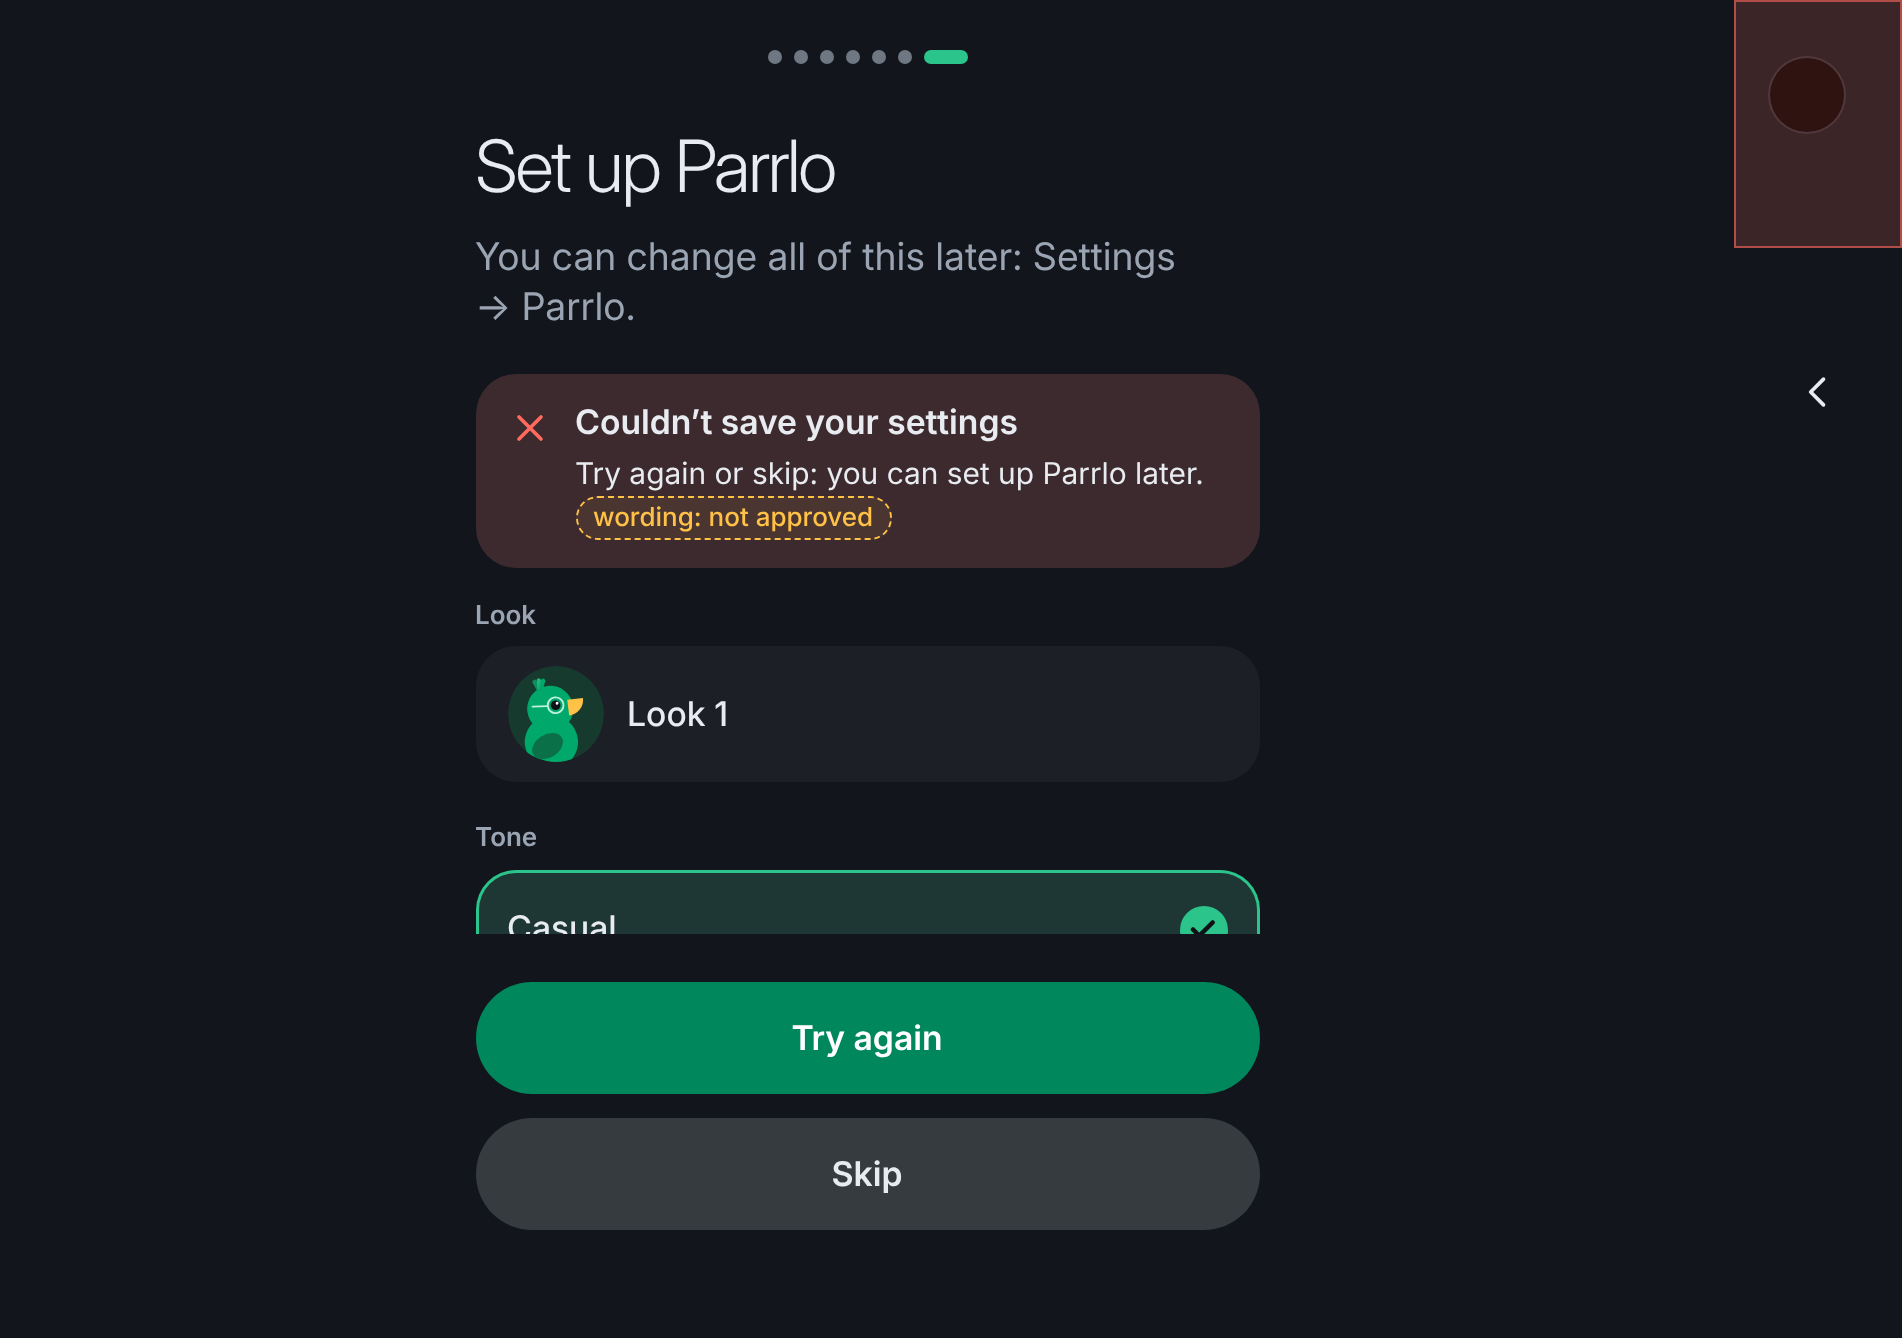 Set up Parrlo
You can change all of this later: Settings
→ Parrlo.
Couldn’t save your settings
Try again or skip: you can set up Parrlo later.
wording: not approved
Look
Look 1
Tone
Casual
Try again
Skip